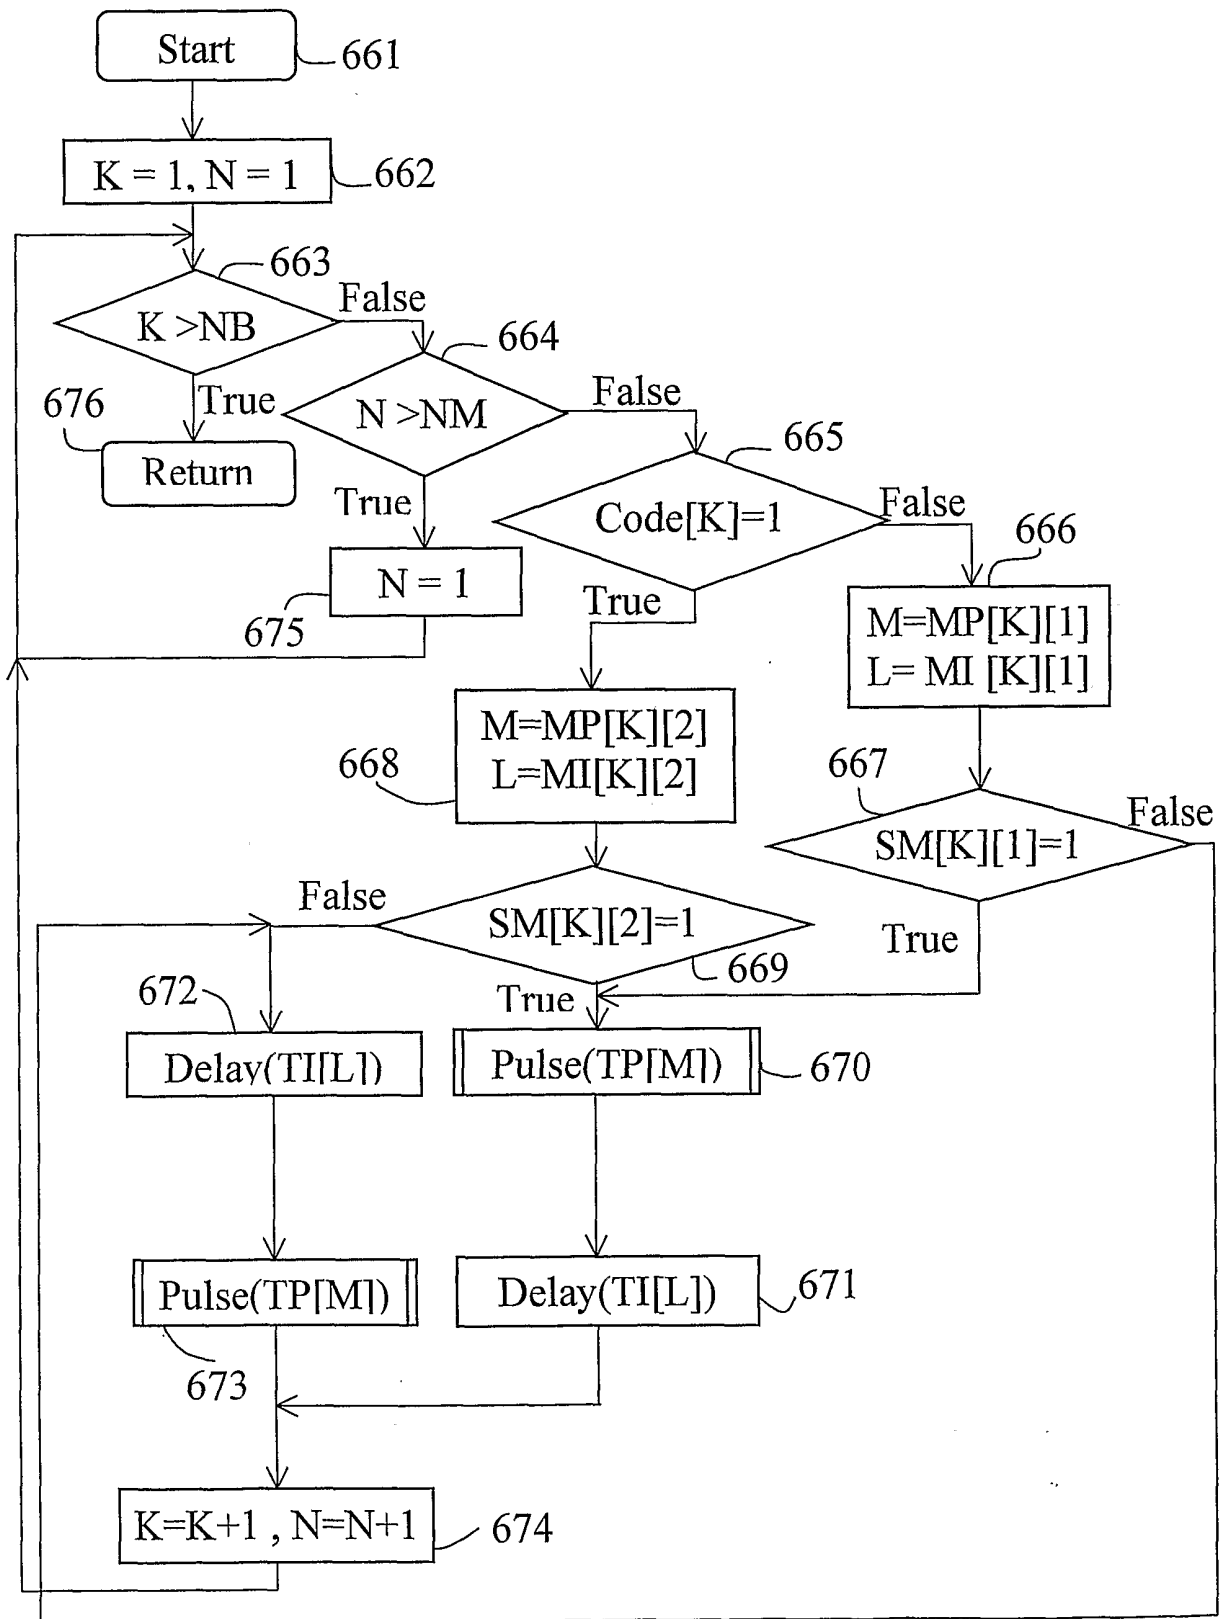 Start
661
K = 1, N = 1
662
663
False
K >NB
664
676
True
False
N >NM
665
Return
True
Code[K]=1
False
666
N = 1
True
675
M=MP[K][1]
L= MI [K][1]
M=MP[K][2]
L=MI[K][2]
668
667
False
SM[K][1]=1
False
SM[K][2]=1
True
669
672
True
Delay(TI[L])
Pulse(TP[M])
670
Pulse(TP[M])
Delay(TI[L])
671
673
K=K+1 , N=N+1
674